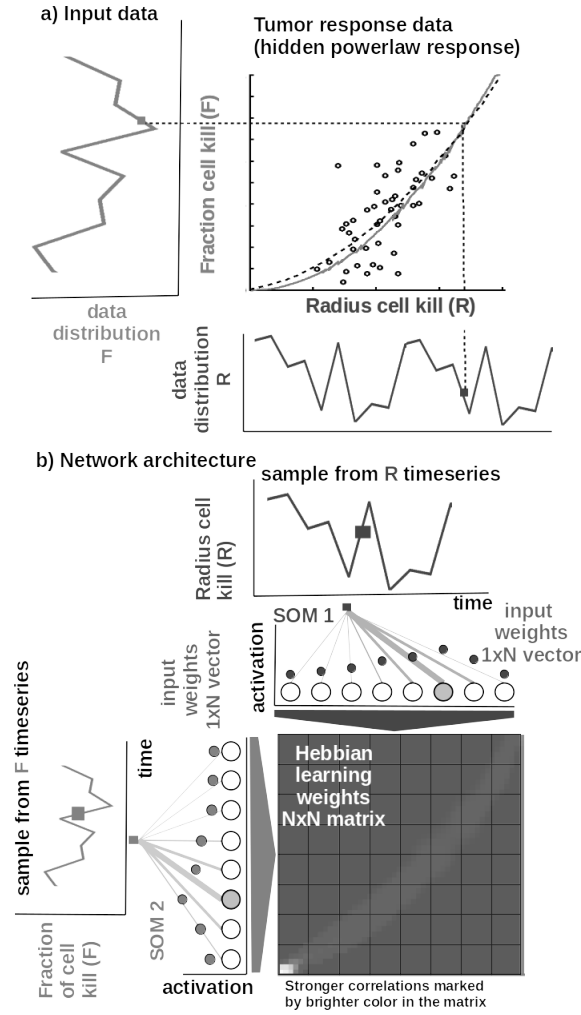 a) Input data
Tumor response data
(hidden powerlaw response)
Fraction cell kill (F)
Radius cell kill (R)
data
distribution
F
data
distribution
R
b) Network architecture
sample from R timeseries
Radius cell
kill (R)
time
SOM 1
input
weights
1xN vector
activation
input
weights
1xN vector
sample from F timeseries
time
Hebbian
learning
weights
NxN matrix
SOM 2
Fraction
of cell
kill (F)
activation
Stronger correlations marked
by brighter color in the matrix